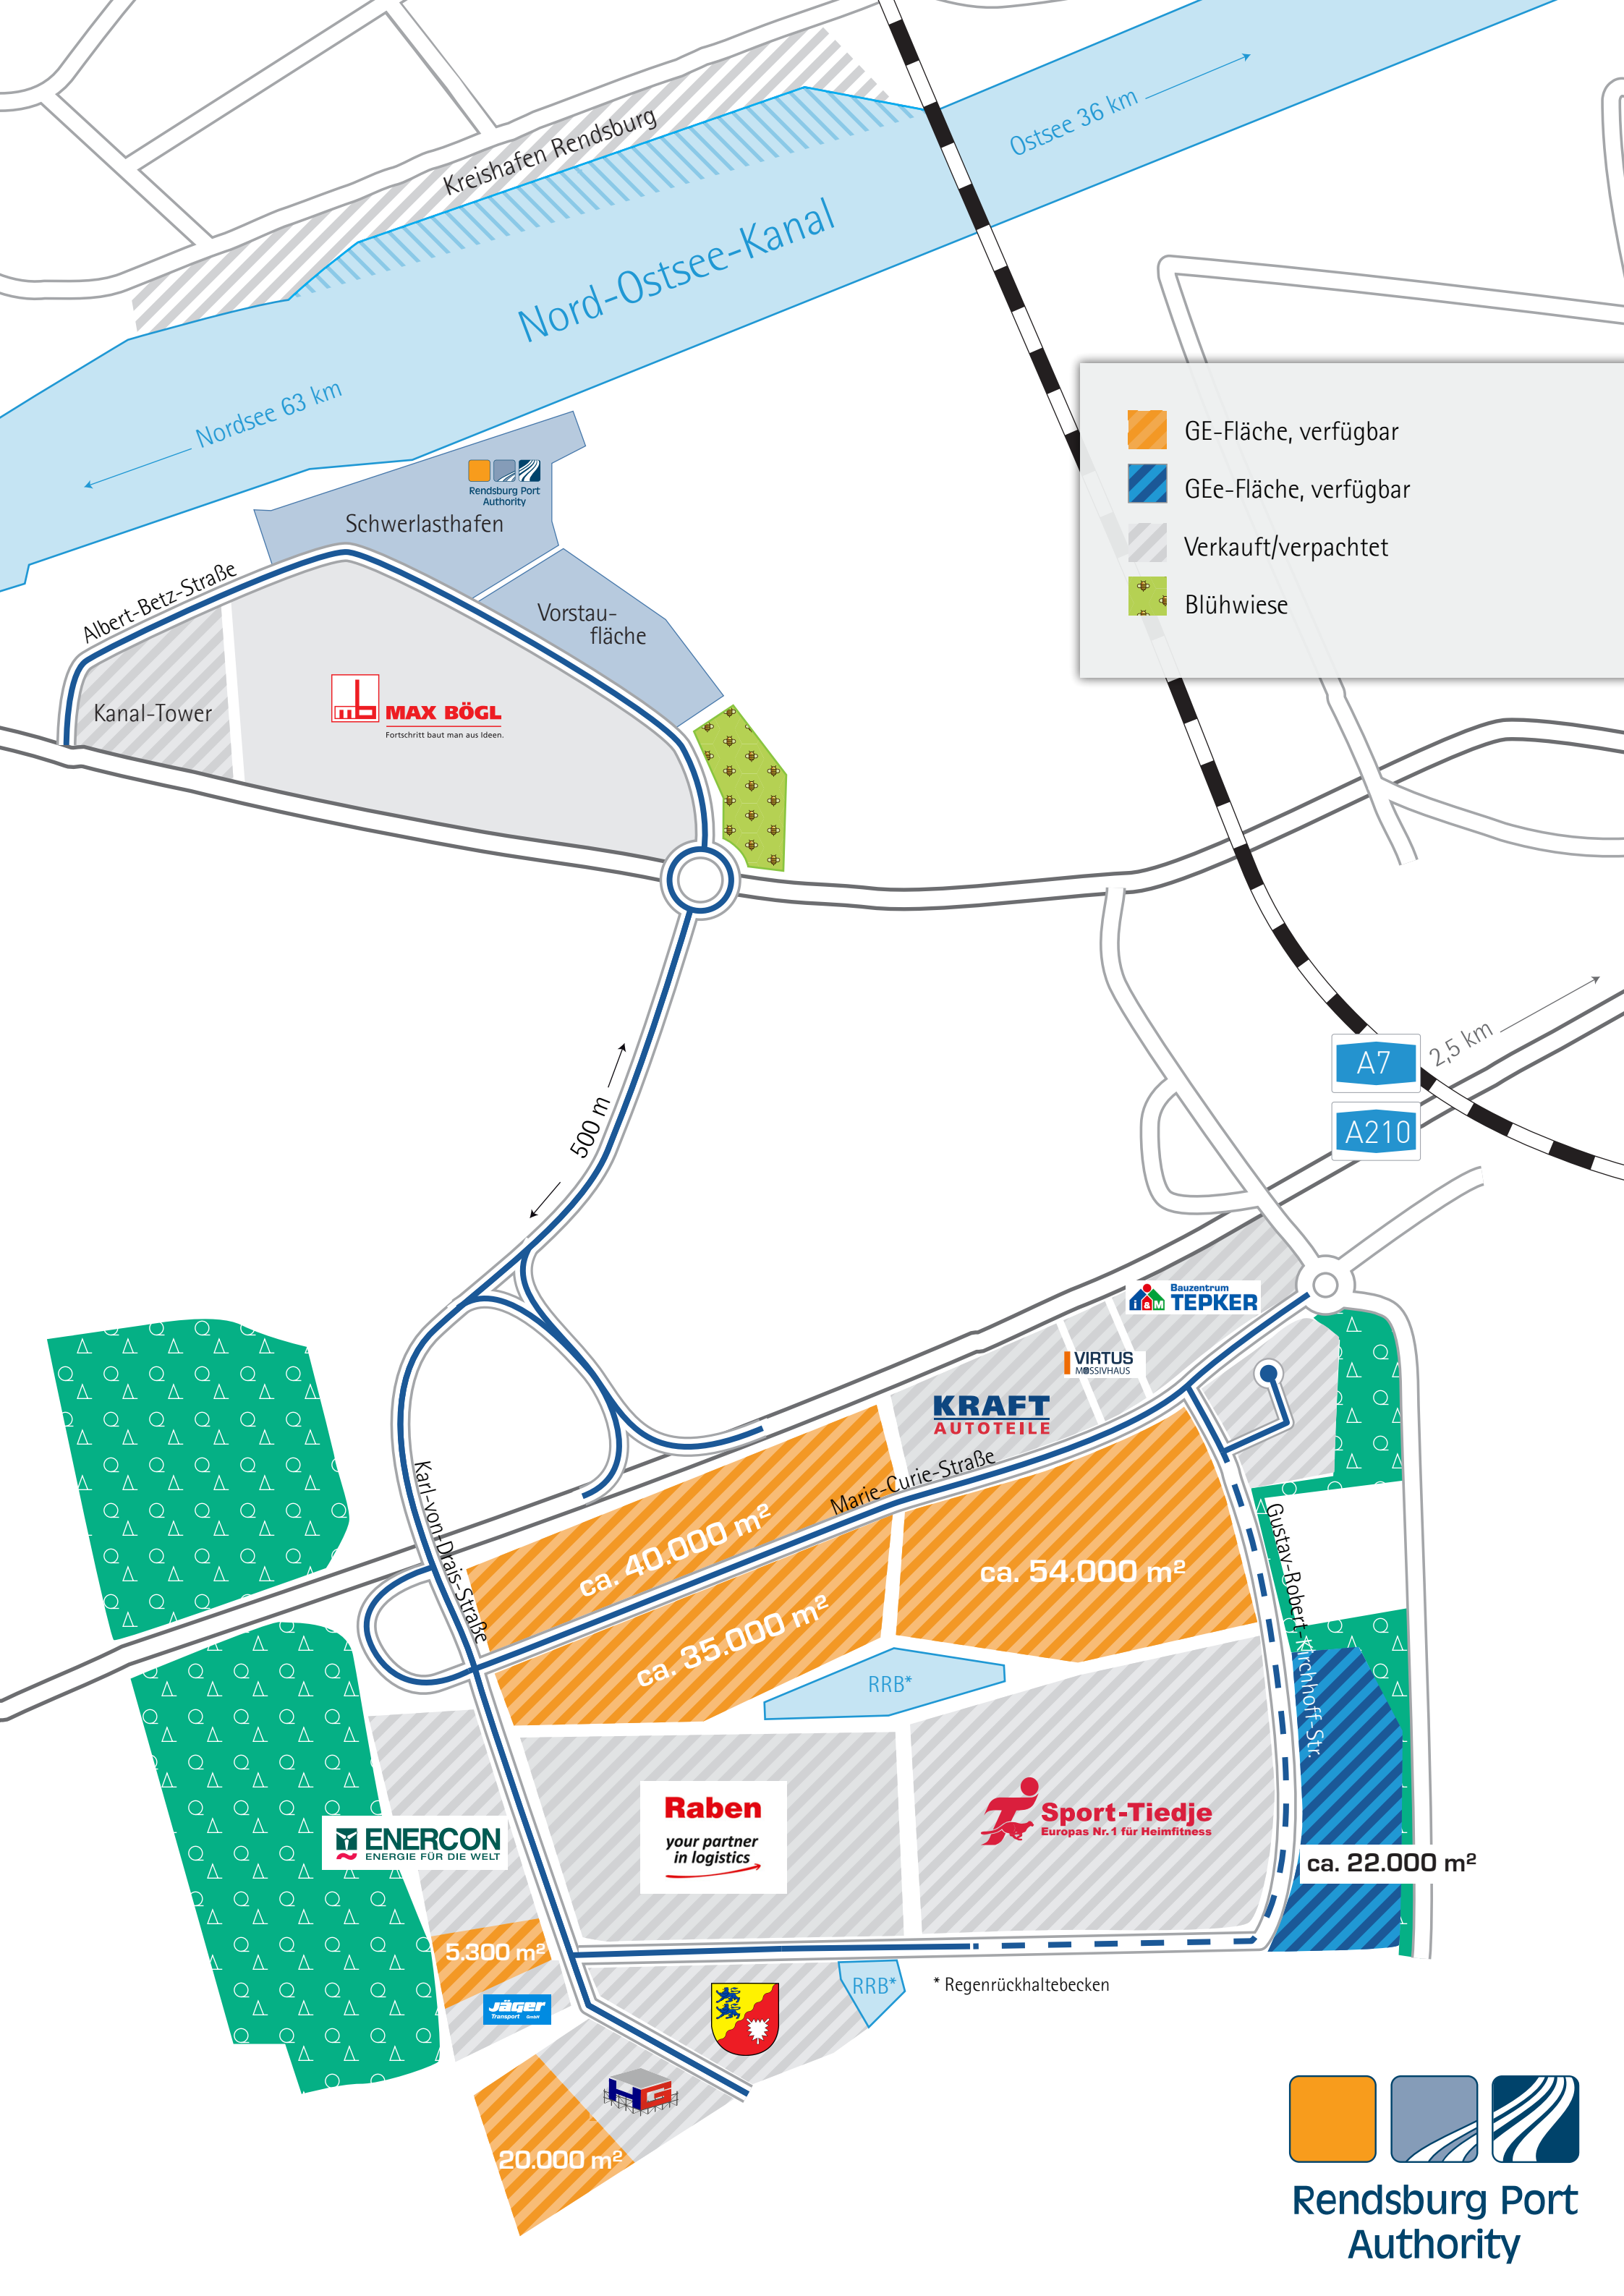 Kreishafen Rendsburg
Ostsee 36 km
Nord-Ostsee-Kanal
Nordsee 63 km
GE-Fläche, verfügbar
GEe-Fläche, verfügbar
Verkauft/verpachtet
Blühwiese
Rendsburg Port
Authority
Schwerlasthafen
Albert-Betz-Straße
Vorstau-
fläche
Kanal-Tower
MAX BÖGL
Fortschritt baut man aus Ideen.
500 m
A7
2,5 km
A210
i&M
Bauzentrum
TEPKER
VIRTUS
MASSIVHAUS
KRAFT
AUTOTEILE
Marie-Curie-Straße
Karl-von-Drais-Straße
ca. 40.000 m²
ca. 54.000 m²
ca. 35.000 m²
Gustav-Robert-Kirchhoff-Str.
RRB*
Raben
your partner
in logistics
Sport-Tiedje
Europas Nr. 1 für Heimfitness
ENERCON
ENERGIE FÜR DIE WELT
ca. 22.000 m²
5.300 m²
Jäger
Transport GmbH
RRB*
* Regenrückhaltebecken
HG
20.000 m²
Rendsburg Port
Authority